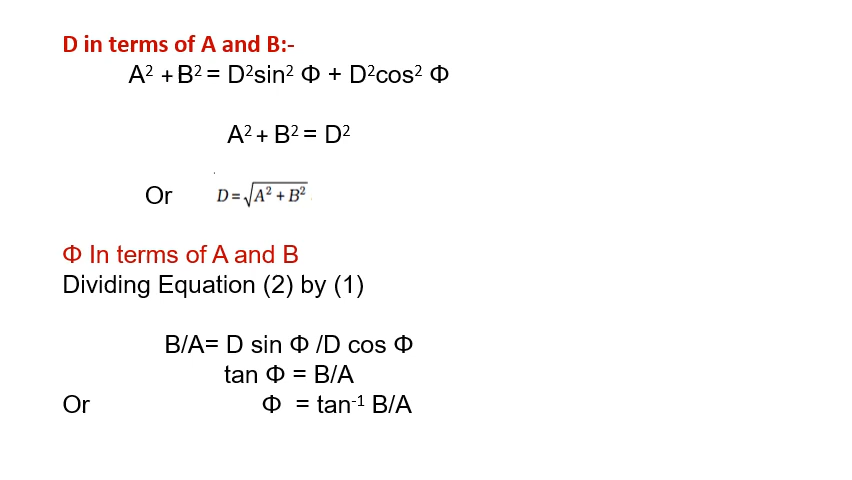 D in terms of A and B:-
A² + B² = D²sin² Φ + D²cos² Φ
A² + B² = D²
Or D = √A² + B²
Φ In terms of A and B
Dividing Equation (2) by (1)
B/A= D sin Φ /D cos Φ
tan Φ = B/A
Or Φ = tan⁻¹ B/A